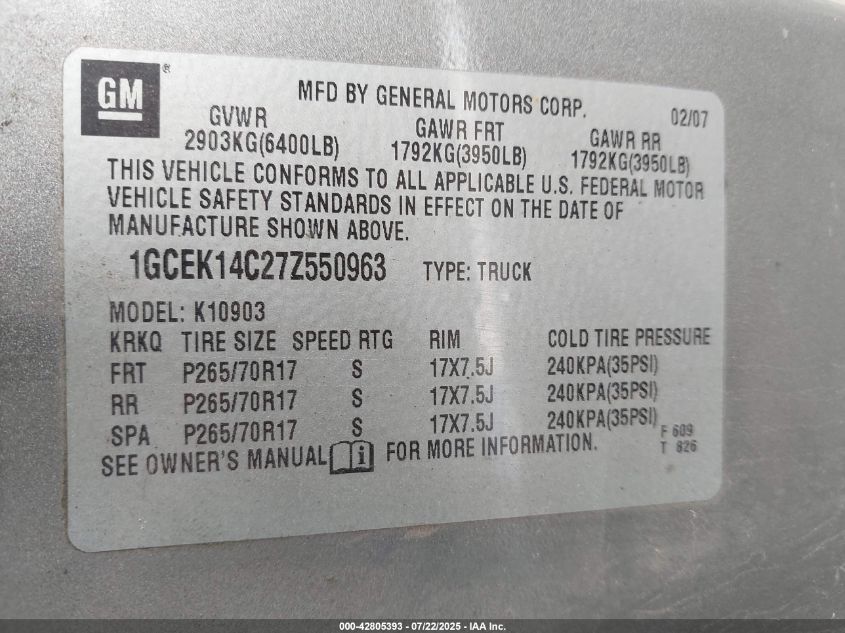 GM ®
MFD BY GENERAL MOTORS CORP. 02/07
GVWR GAWR FRT GAWR RR
2903KG(6400LB) 1792KG(3950LB) 1792KG(3950LB)
THIS VEHICLE CONFORMS TO ALL APPLICABLE U.S. FEDERAL MOTOR
VEHICLE SAFETY STANDARDS IN EFFECT ON THE DATE OF
MANUFACTURE SHOWN ABOVE.
1GCEK14C27Z550963 TYPE: TRUCK
MODEL: K10903
KRKQ TIRE SIZE SPEED RTG RIM COLD TIRE PRESSURE
FRT P265/70R17 S 17X7.5J 240KPA(35PSI)
RR P265/70R17 S 17X7.5J 240KPA(35PSI)
SPA P265/70R17 S 17X7.5J 240KPA(35PSI)
SEE OWNER'S MANUAL i FOR MORE INFORMATION.
F 609
T 826
000-42805393 - 07/22/2025 - IAA Inc.